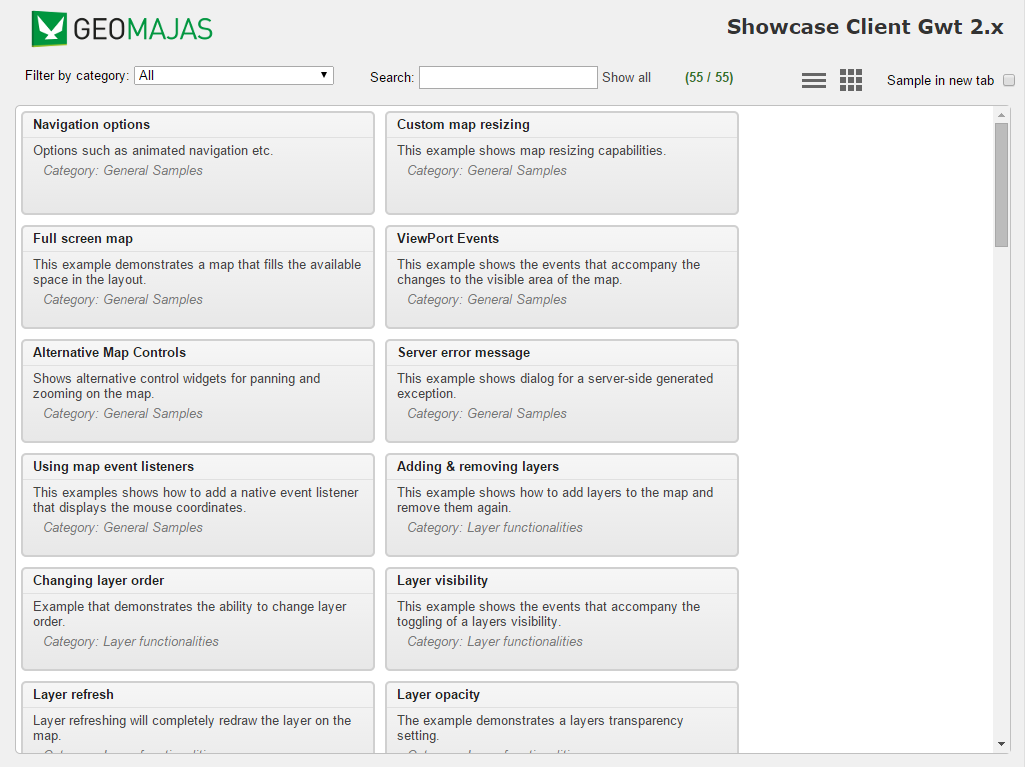 GEOMAJAS
Showcase Client Gwt 2.x
Filter by category: All
Search:
Show all
(55 / 55)
Sample in new tab
Navigation options
Options such as animated navigation etc.
Category: General Samples
Custom map resizing
This example shows map resizing capabilities.
Category: General Samples
Full screen map
This example demonstrates a map that fills the available
space in the layout.
Category: General Samples
ViewPort Events
This example shows the events that accompany the
changes to the visible area of the map.
Category: General Samples
Alternative Map Controls
Shows alternative control widgets for panning and
zooming on the map.
Category: General Samples
Server error message
This example shows dialog for a server-side generated
exception.
Category: General Samples
Using map event listeners
This examples shows how to add a native event listener
that displays the mouse coordinates.
Category: General Samples
Adding & removing layers
This example shows how to add layers to the map and
remove them again.
Category: Layer functionalities
Changing layer order
Example that demonstrates the ability to change layer
order.
Category: Layer functionalities
Layer visibility
This example shows the events that accompany the
toggling of a layers visibility.
Category: Layer functionalities
Layer refresh
Layer refreshing will completely redraw the layer on the
map.
Layer opacity
The example demonstrates a layers transparency
setting.